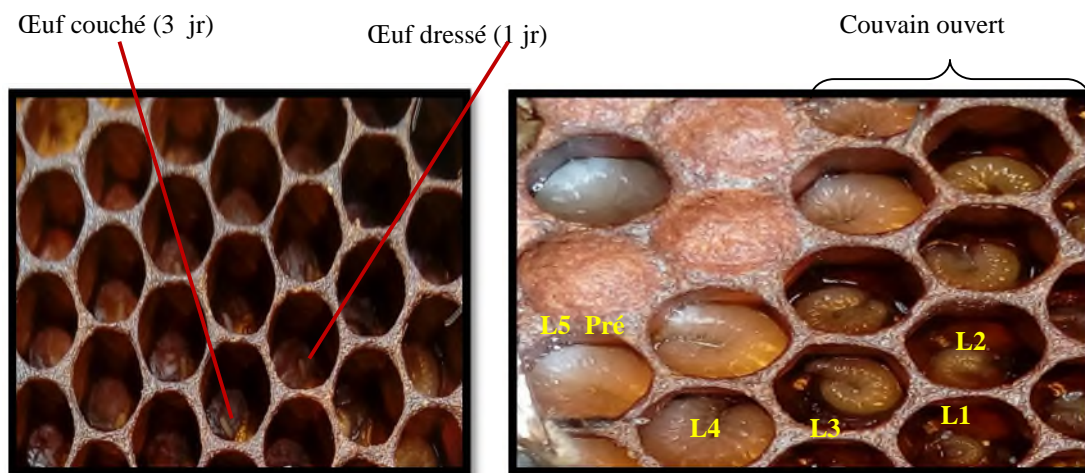 Œuf couché (3 jr)
Œuf dressé (1 jr)
Couvain ouvert
L5 Pré
L2
L4
L3
L1